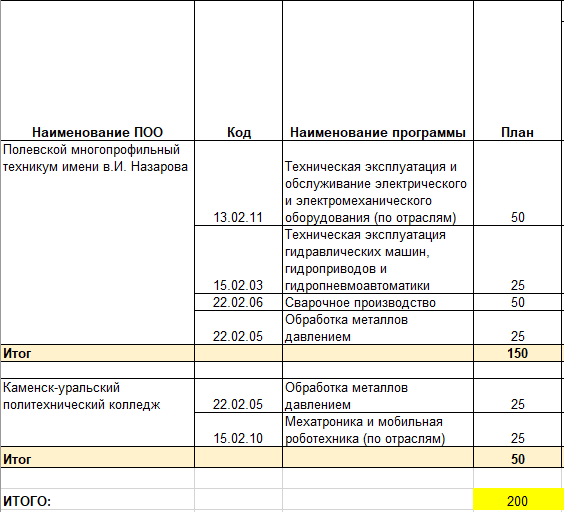 Наименование ПОО Код Наименование программы План
Полевской многопрофильный
техникум имени в.И. Назарова
Техническая эксплуатация и
обслуживание электрического
и электромеханического
13.02.11 оборудования (по отраслям) 50
Техническая эксплуатация
гидравлических машин,
гидроприводов и
15.02.03 гидропневмоавтоматики 25
22.02.06 Сварочное производство 50
Обработка металлов
22.02.05 давлением 25
Итог 150
Каменск-уральский
политехнический колледж
Обработка металлов
22.02.05 давлением 25
Мехатроника и мобильная
15.02.10 роботехника (по отраслям) 25
Итог 50
ИТОГО: 200